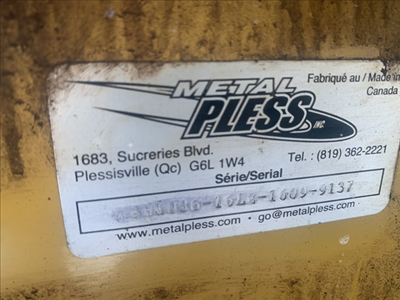 METAL
PLESS INC.
Fabriqué au / Made in
Canada
1683, Sucreries Blvd.
Plessisville (Qc) G6L 1W4
Tel. : (819) 362-2221
Série/Serial
www.metalpless.com • go@metalpless.com